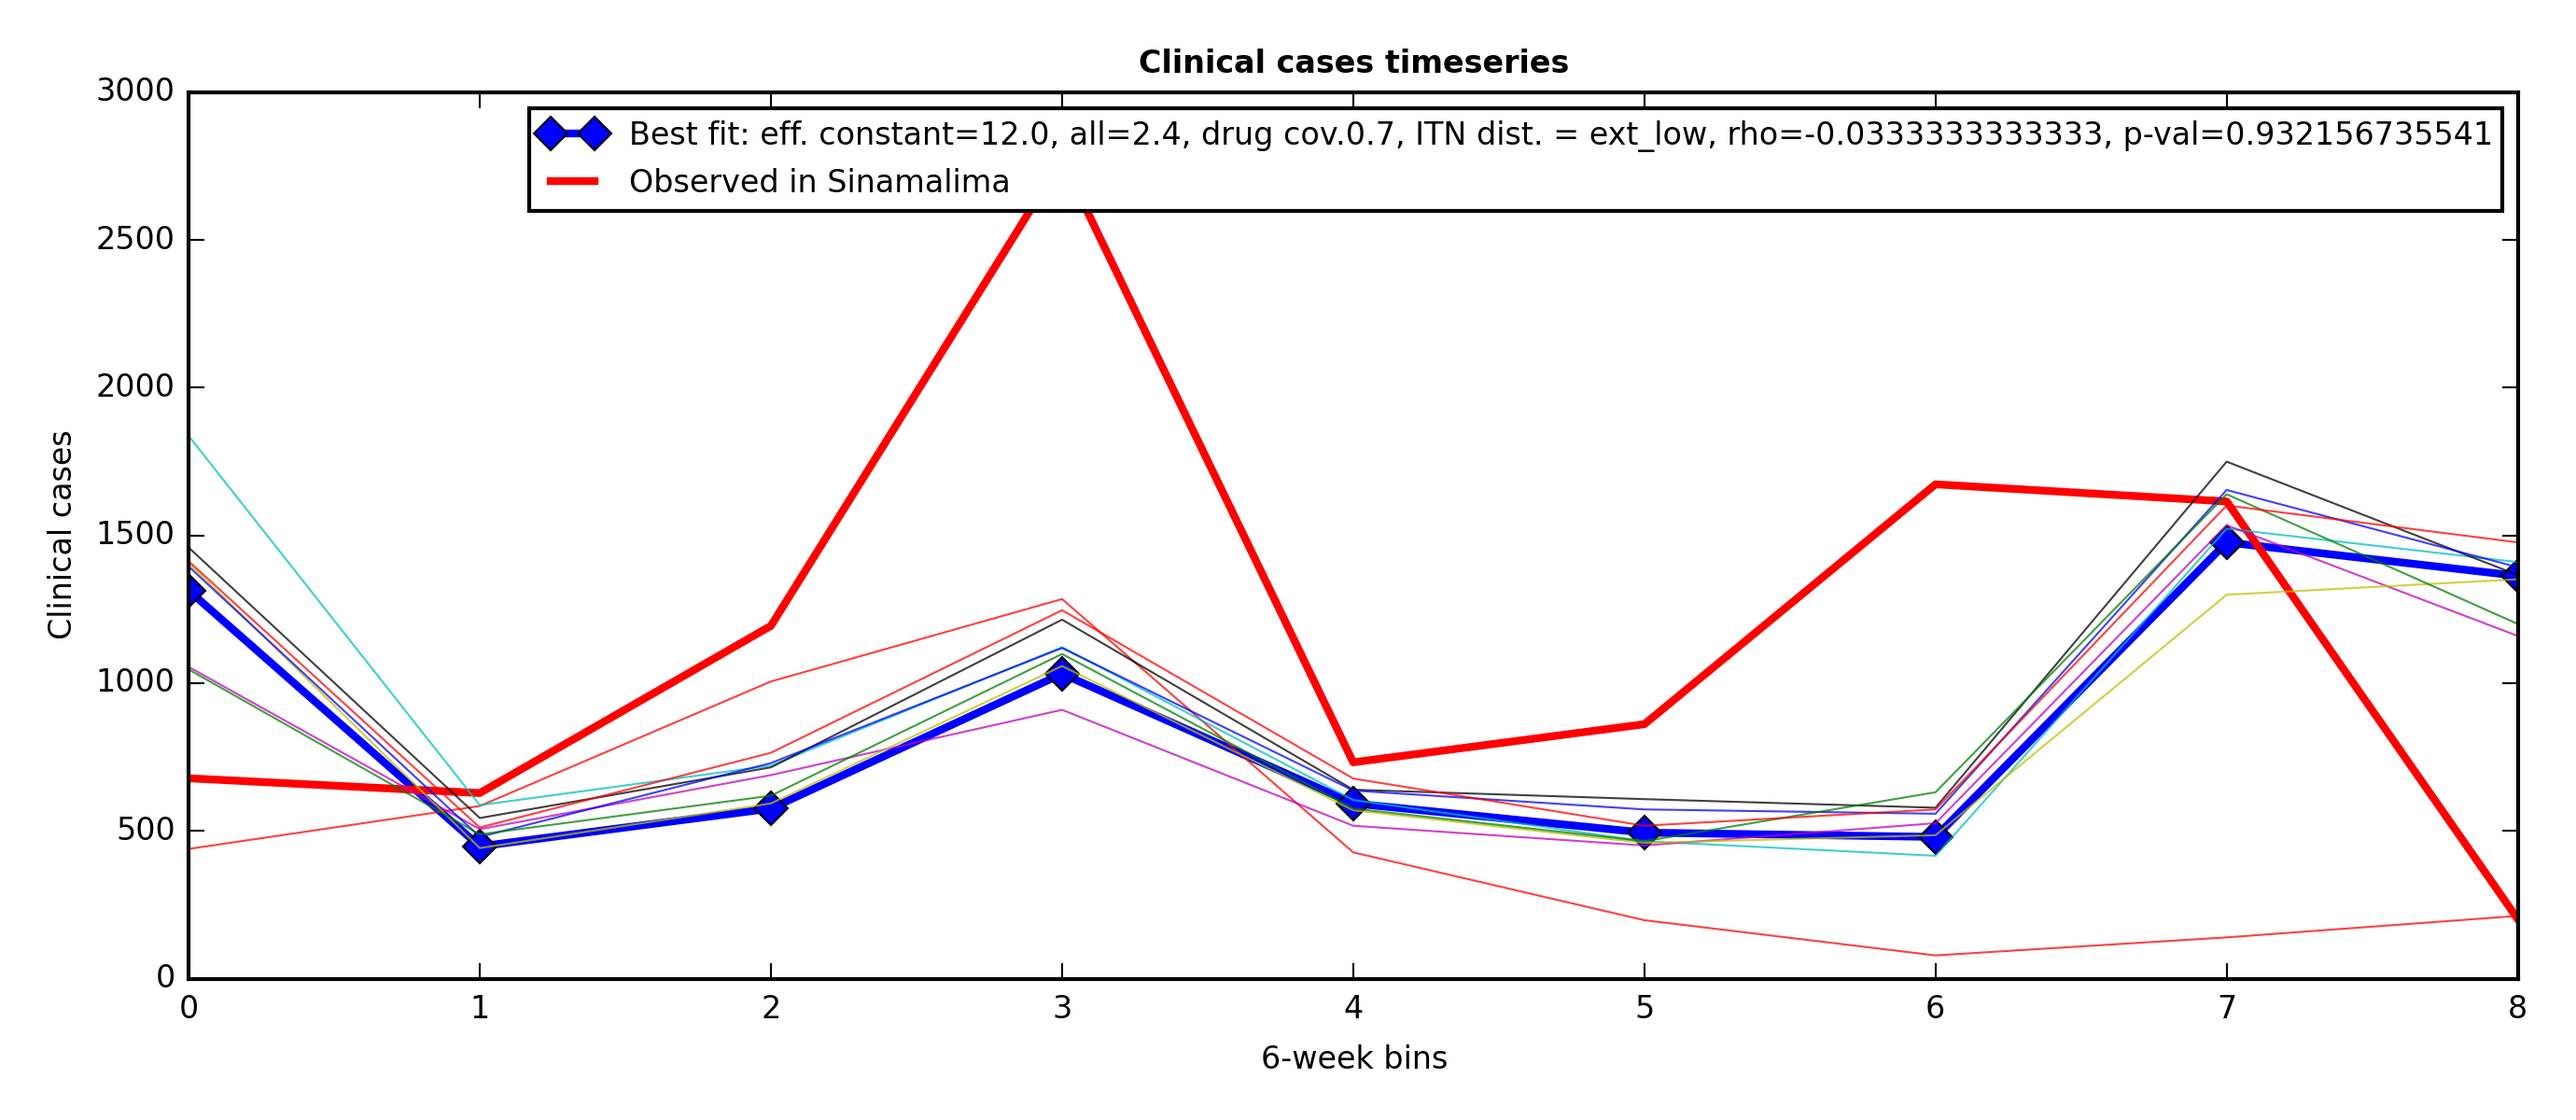 Clinical cases timeseries
3000
2500
2000
1500
1000
500
0
Clinical cases
Best fit: eff. constant=12.0, all=2.4, drug cov.0.7, ITN dist. = ext_low, rho=-0.0333333333333, p-val=0.932156735541
Observed in Sinamalima
0 1 2 3 4 5 6 7 8
6-week bins